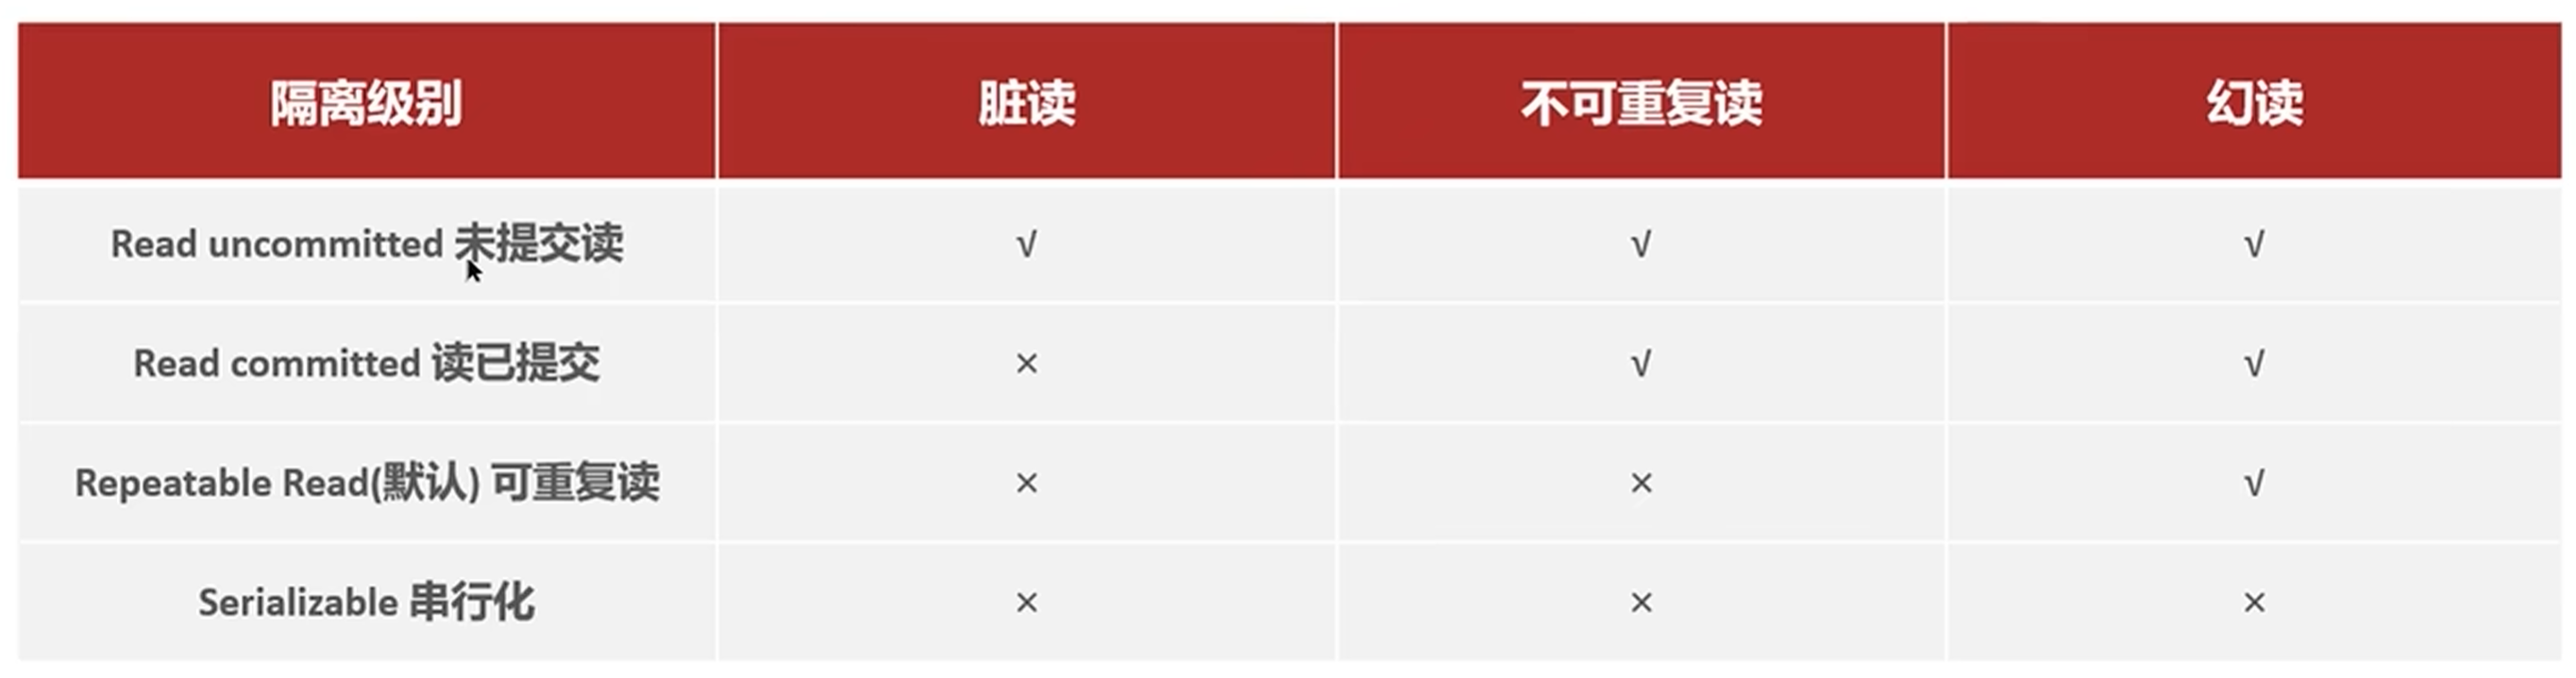 隔离级别 脏读 不可重复读 幻读
Read uncommitted 未提交读 √ √ √
Read committed 读已提交 × √ √
Repeatable Read(默认) 可重复读 × × √
Serializable 串行化 × × ×